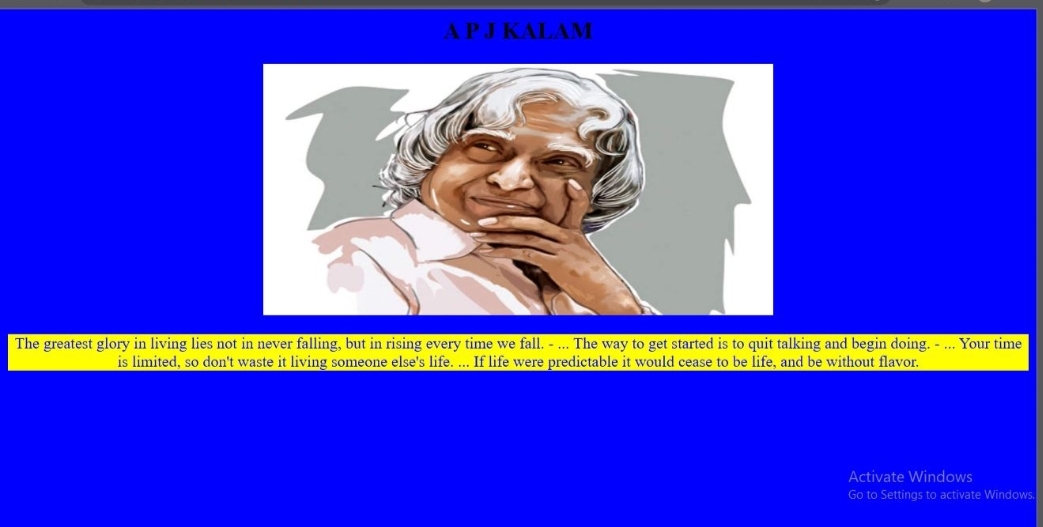 A P J KALAM
The greatest glory in living lies not in never falling, but in rising every time we fall. - ... The way to get started is to quit talking and begin doing. - ... Your time
is limited, so don't waste it living someone else's life. ... If life were predictable it would cease to be life, and be without flavor.
Activate Windows
Go to Settings to activate Windows.